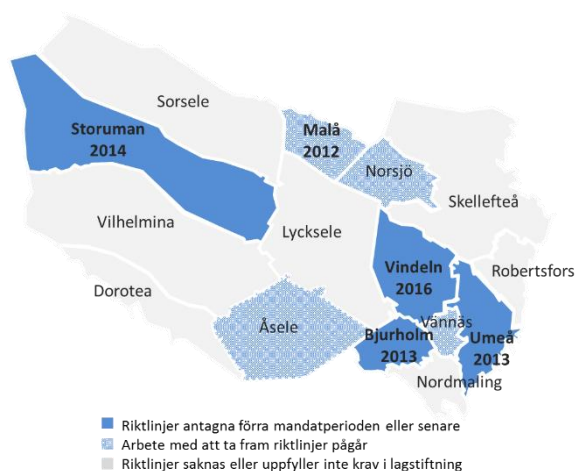 Sorsele
Storuman
2014
Malå
2012
Norsjö
Skellefteå
Vilhelmina
Lycksele
Dorotea
Vindeln
2016
Robertsfors
Åsele
Bjurholm
2013
Vännäs
Umeå
2013
Nordmaling
Riktlinjer antagna förra mandatperioden eller senare
Arbete med att ta fram riktlinjer pågår
Riktlinjer saknas eller uppfyller inte krav i lagstiftning